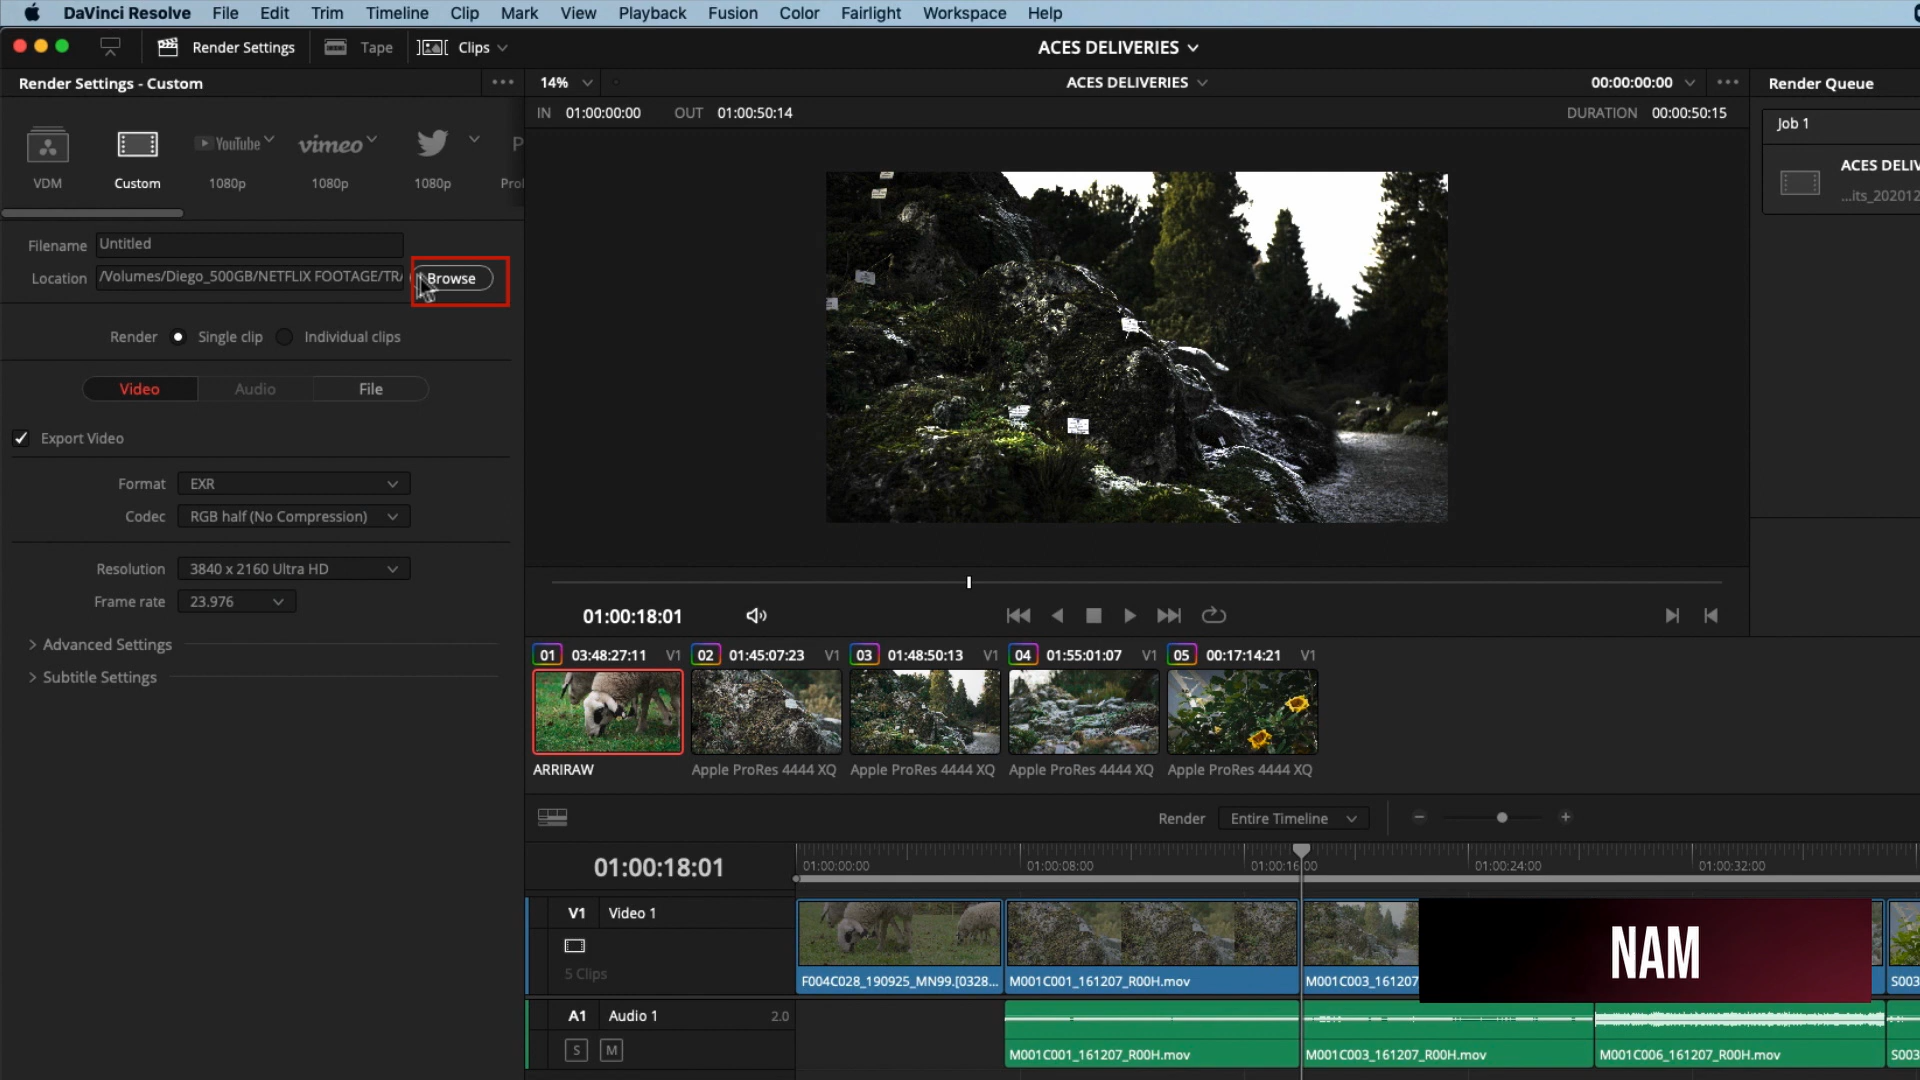 DaVinci Resolve File Edit Trim Timeline Clip Mark View Playback Fusion Color Fairlight Workspace Help
Render Settings Tape Clips ACES DELIVERIES
Render Settings - Custom 14% ACES DELIVERIES 00:00:00:00 Render Queue
IN 01:00:00:00 OUT 01:00:50:14 DURATION 00:00:50:15
Job 1
ACES DELIV
...its_202012
YouTube vimeo P
VDM Custom 1080p 1080p 1080p Prol
Filename Untitled
Location /Volumes/Diego_500GB/NETFLIX FOOTAGE/TRA Browse
Render Single clip Individual clips
Video Audio File
Export Video
Format EXR
Codec RGB half (No Compression)
Resolution 3840 x 2160 Ultra HD
Frame rate 23.976
Advanced Settings
Subtitle Settings
01:00:18:01
01 03:48:27:11 V1 02 01:45:07:23 V1 03 01:48:50:13 V1 04 01:55:01:07 V1 05 00:17:14:21 V1
ARRIRAW Apple ProRes 4444 XQ Apple ProRes 4444 XQ Apple ProRes 4444 XQ Apple ProRes 4444 XQ
Render Entire Timeline
01:00:18:01 01:00:00:00 01:00:08:00 01:00:16:00 01:00:24:00 01:00:32:00
V1 Video 1
5 Clips
F004C028_190925_MN99.[0328... M001C001_161207_R00H.mov M001C003_161207 S003
NAM
A1 Audio 1 2.0
S M
M001C001_161207_R00H.mov M001C003_161207_R00H.mov M001C006_161207_R00H.mov S003